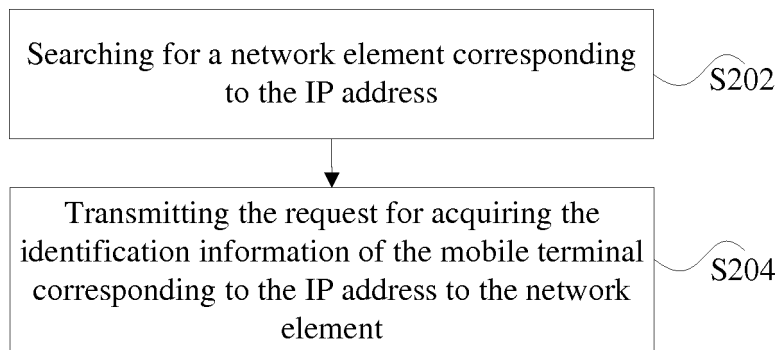 Searching for a network element corresponding
to the IP address
S202
Transmitting the request for acquiring the
identification information of the mobile terminal
corresponding to the IP address to the network
element
S204